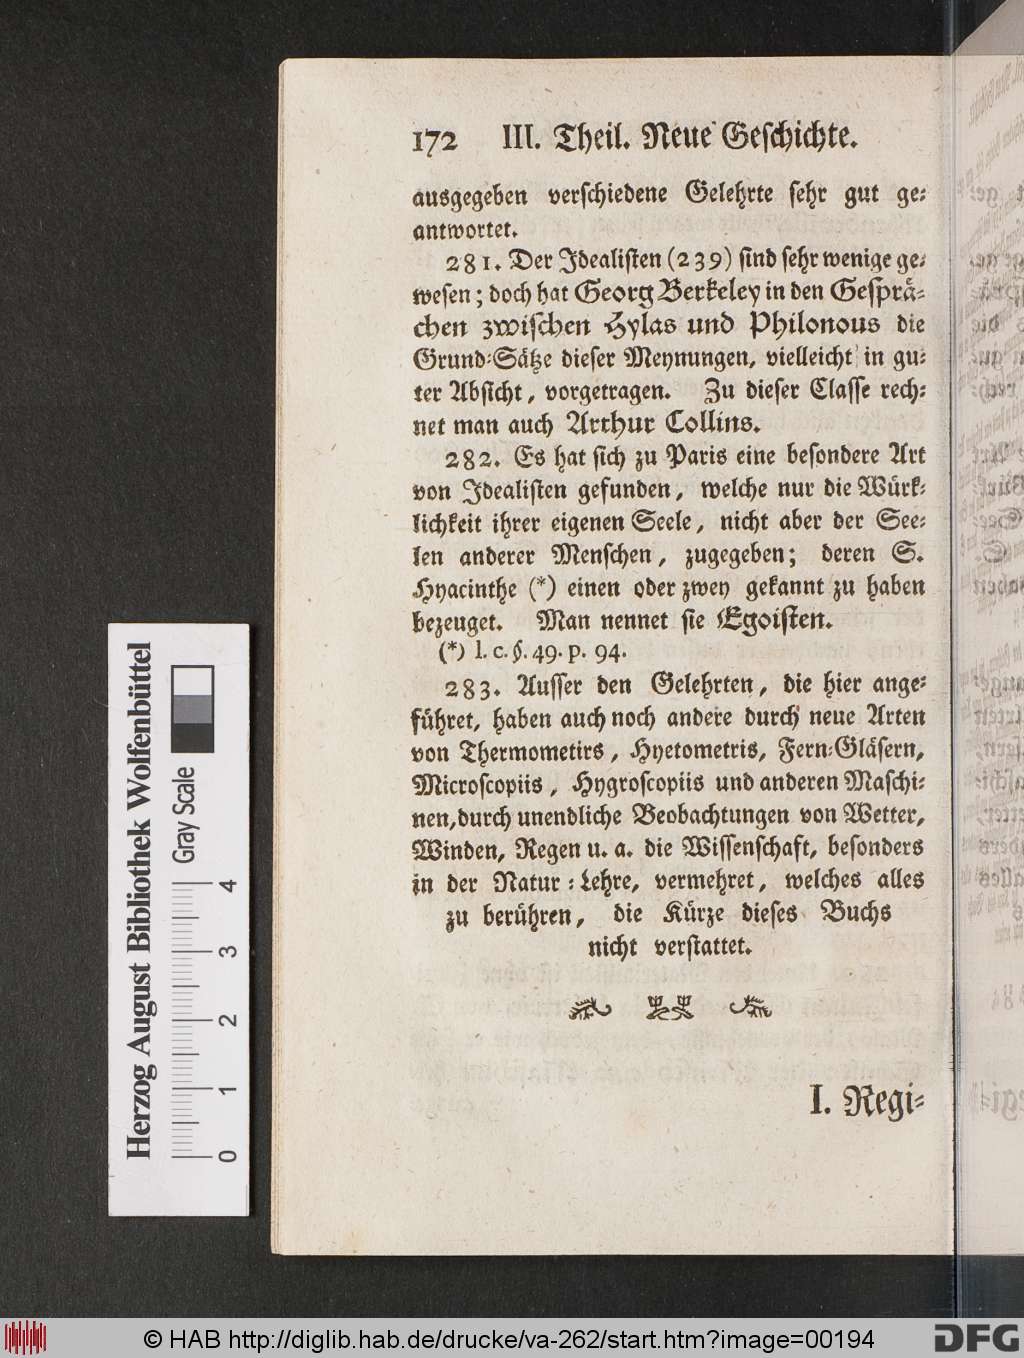 172 III. Theil. Neue Geschichte.
ausgegeben verschiedene Gelehrte sehr gut ge-
antwortet.
281. Der Idealisten (239) sind sehr wenige ge-
wesen; doch hat Georg Berkeley in den Gesprä-
chen zwischen Hylas und Philonous die
Grund-Sätze dieser Meynungen, vielleicht in gu-
ter Absicht, vorgetragen. Zu dieser Classe rech-
net man auch Arthur Collins.
282. Es hat sich zu Paris eine besondere Art
von Idealisten gefunden, welche nur die Würk-
lichkeit ihrer eigenen Seele, nicht aber der See-
len anderer Menschen, zugegeben; deren S.
Hyacinthe (*) einen oder zwey gekannt zu haben
bezeuget. Man nennet sie Egoisten.
(*) l. c. §. 49. p. 94.
283. Ausser den Gelehrten, die hier ange-
führet, haben auch noch andere durch neue Arten
von Thermometirs, Hyetometris, Fern-Gläsern,
Microscopiis, Hygroscopiis und anderen Maschi-
nen, durch unendliche Beobachtungen von Wetter,
Winden, Regen u. a. die Wissenschaft, besonders
in der Natur-Lehre, vermehret, welches alles
zu berühren, die Kürze dieses Buchs
nicht verstattet.
I. Regi-
Herzog August Bibliothek Wolfenbüttel
Gray Scale
0 1 2 3 4
© HAB http://diglib.hab.de/drucke/va-262/start.htm?image=00194
DFG